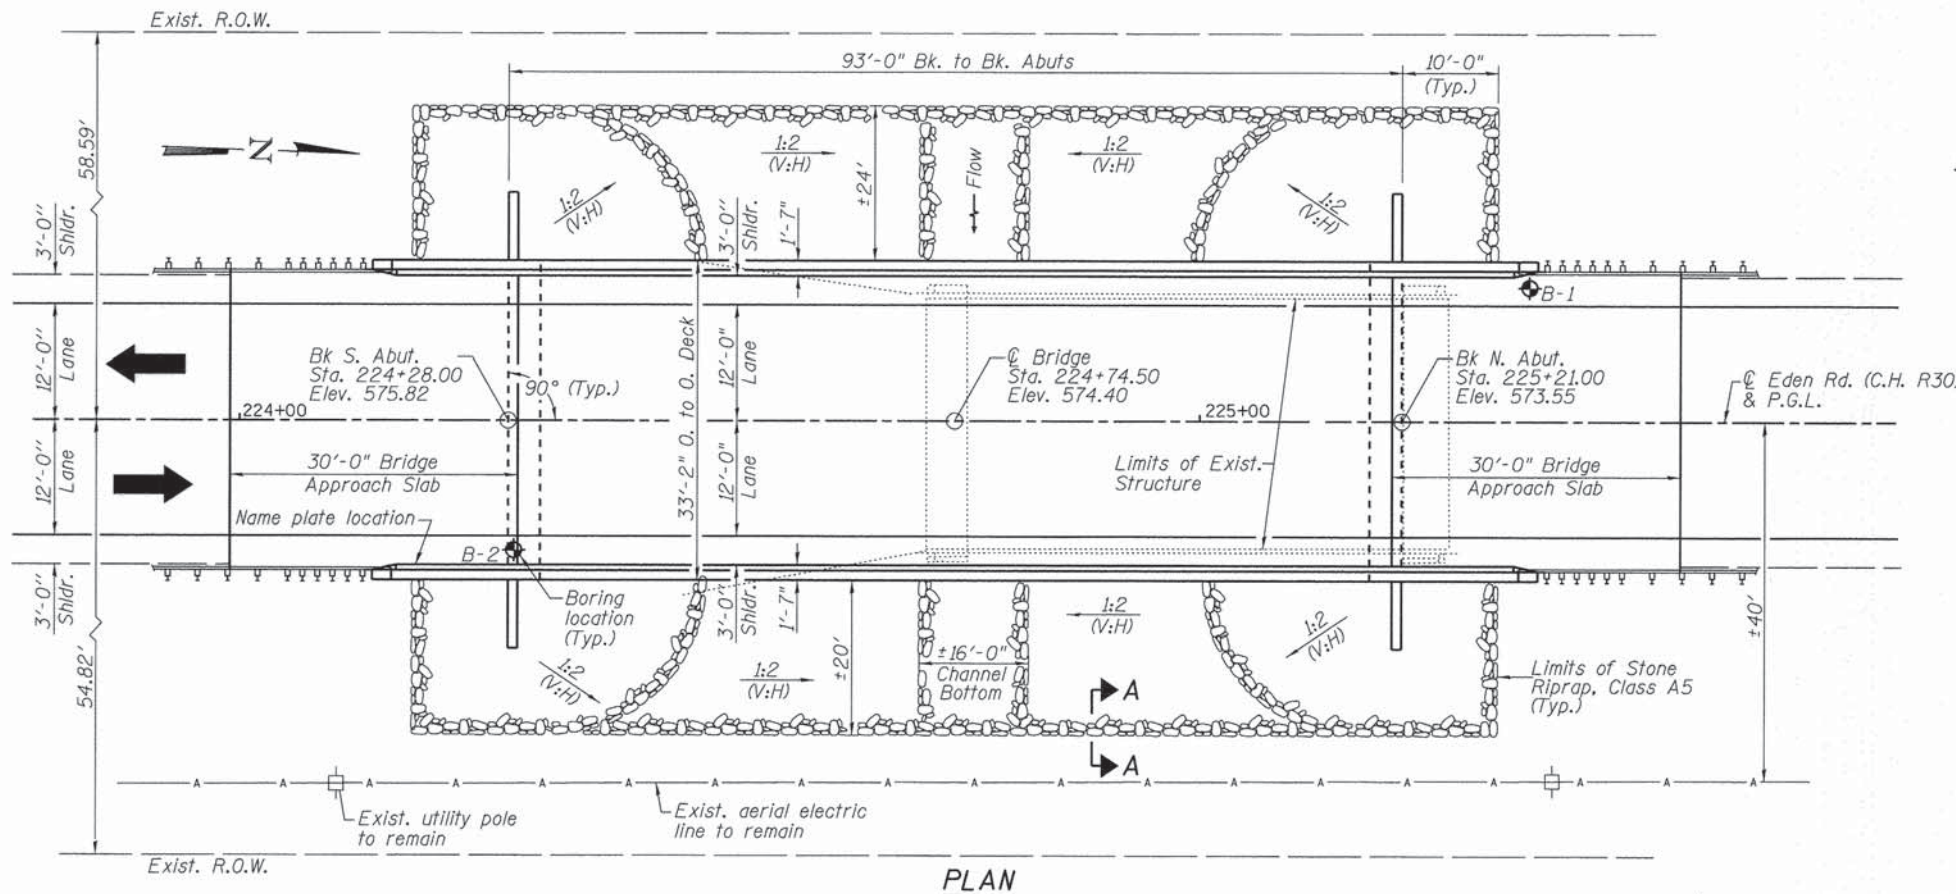 Exist. R.O.W.
93'-0" Bk. to Bk. Abuts
10'-0"
(Typ.)
58.59'
N
1:2
(V:H)
1:2
(V:H)
±24'
Flow
1:2
(V:H)
1:2
(V:H)
3'-0"
Shldr.
3'-0"
Shldr.
1'-7"
B-1
12'-0"
Lane
33'-2" O. to O. Deck
12'-0"
Lane
Bk S. Abut.
Sta. 224+28.00
Elev. 575.82
90° (Typ.)
℄ Bridge
Sta. 224+74.50
Elev. 574.40
Bk N. Abut.
Sta. 225+21.00
Elev. 573.55
℄ Eden Rd. (C.H. R30
& P.G.L.
224+00
225+00
12'-0"
Lane
30'-0" Bridge
Approach Slab
12'-0"
Lane
Limits of Exist.
Structure
30'-0" Bridge
Approach Slab
Name plate location
B-2
3'-0"
Shldr.
Boring
location
(Typ.)
3'-0"
Shldr.
1'-7"
1:2
(V:H)
1:2
(V:H)
±40'
54.82'
1:2
(V:H)
1:2
(V:H)
±20'
±16'-0"
Channel
Bottom
A
A
Limits of Stone
Riprap, Class A5
(Typ.)
A A A A A A A A A A A A A A A A A A
Exist. utility pole
to remain
Exist. aerial electric
line to remain
Exist. R.O.W.
PLAN